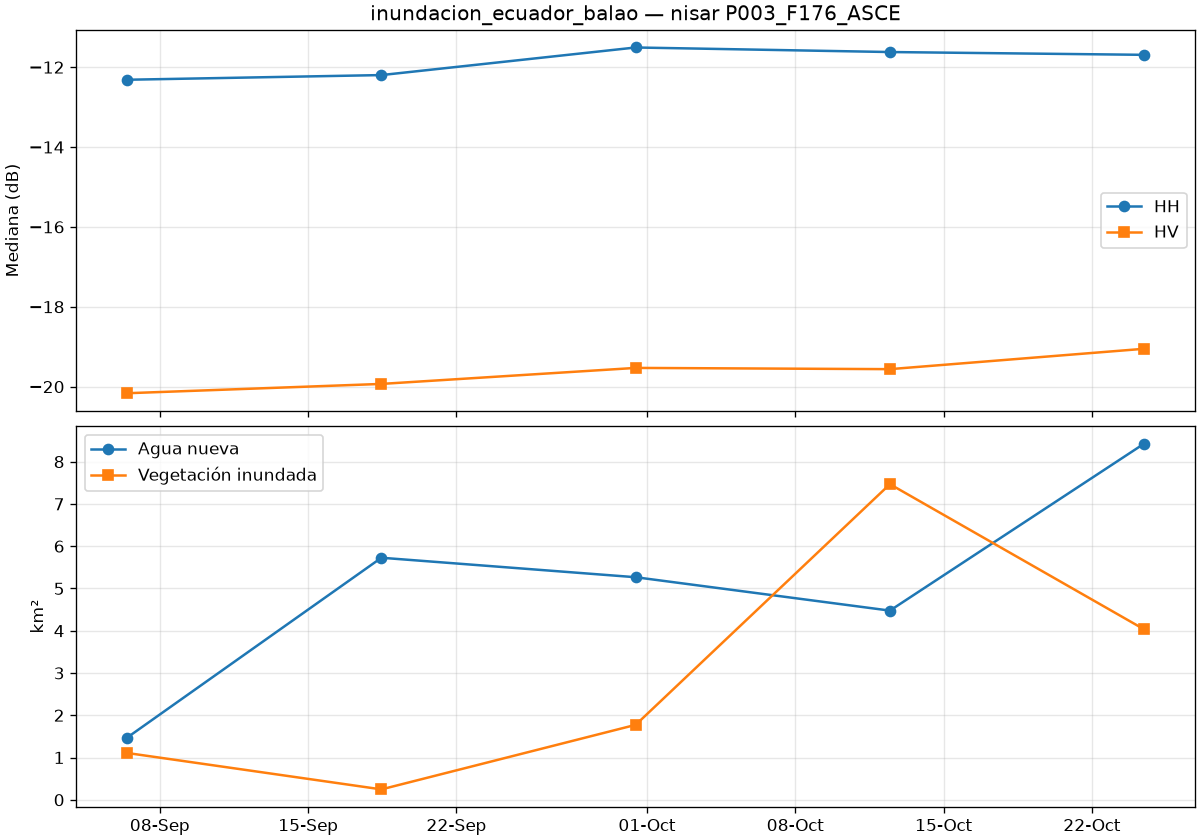 inundacion_ecuador_balao — nisar P003_F176_ASCE
Mediana (dB)
−12
−14
−16
−18
−20
HH
HV
km²
8
7
6
5
4
3
2
1
0
Agua nueva
Vegetación inundada
08-Sep 15-Sep 22-Sep 01-Oct 08-Oct 15-Oct 22-Oct